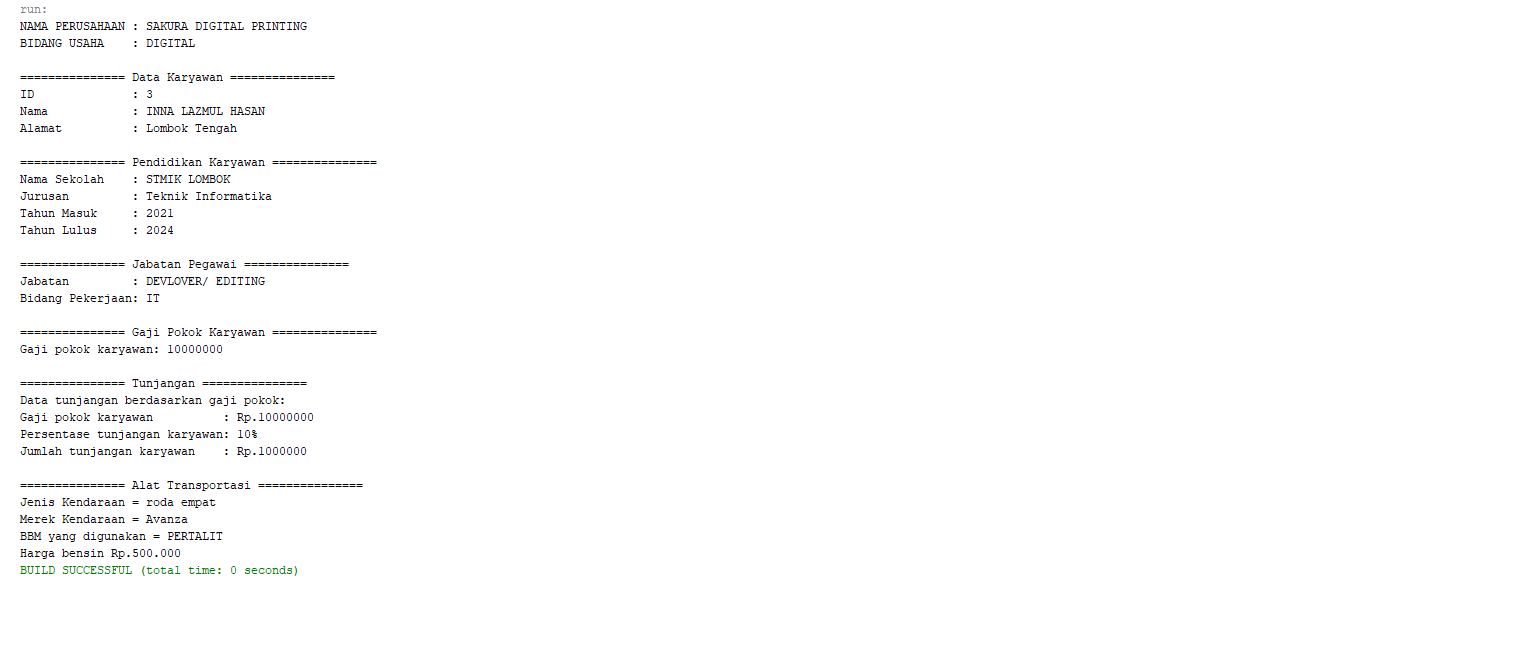 run:
NAMA PERUSAHAAN : SAKURA DIGITAL PRINTING
BIDANG USAHA    : DIGITAL
=============== Data Karyawan ===============
ID              : 3
Nama            : INNA LAZMUL HASAN
Alamat          : Lombok Tengah
=============== Pendidikan Karyawan ===============
Nama Sekolah    : STMIK LOMBOK
Jurusan         : Teknik Informatika
Tahun Masuk     : 2021
Tahun Lulus     : 2024
=============== Jabatan Pegawai ===============
Jabatan         : DEVLOVER/ EDITING
Bidang Pekerjaan: IT
=============== Gaji Pokok Karyawan ===============
Gaji pokok karyawan: 10000000
=============== Tunjangan ===============
Data tunjangan berdasarkan gaji pokok:
Gaji pokok karyawan          : Rp.10000000
Persentase tunjangan karyawan: 10%
Jumlah tunjangan karyawan    : Rp.1000000
=============== Alat Transportasi ===============
Jenis Kendaraan = roda empat
Merek Kendaraan = Avanza
BBM yang digunakan = PERTALIT
Harga bensin Rp.500.000
BUILD SUCCESSFUL (total time: 0 seconds)